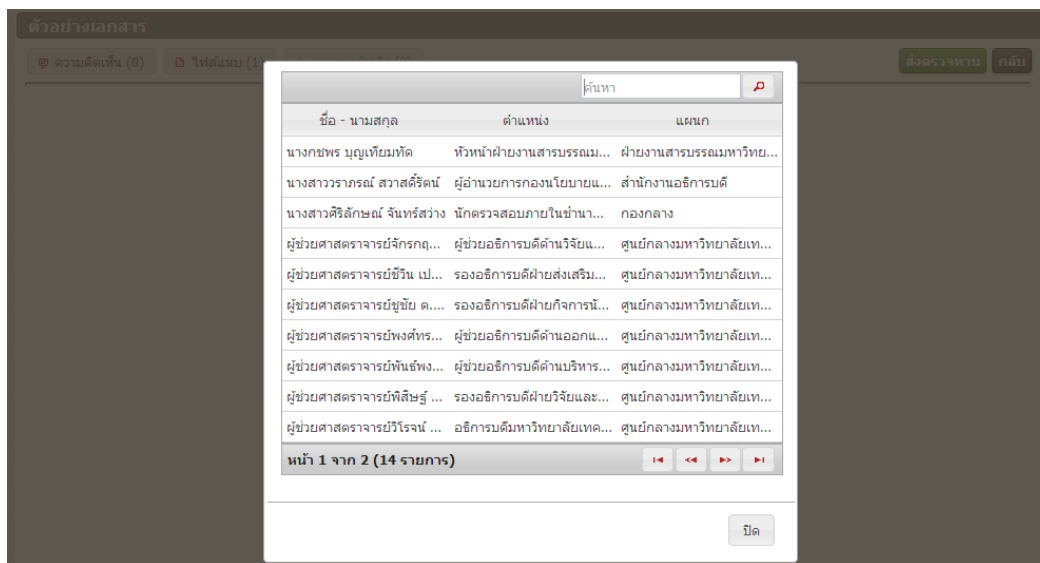 ตัวอย่างเอกสาร
ความคิดเห็น (0) ไฟล์แนบ (1) ส่งตรวจทาน กลับ
ค้นหา
ชื่อ - นามสกุล ตำแหน่ง แผนก
นางกชพร บุญเทียมทัด หัวหน้าฝ่ายงานสารบรรณม... ฝ่ายงานสารบรรณมหาวิทย...
นางสาววราภรณ์ สวาสดิ์รัตน์ ผู้อำนวยการกองนโยบายแ... สำนักงานอธิการบดี
นางสาวศิริลักษณ์ จันทร์สว่าง นักตรวจสอบภายในชำนา... กองกลาง
ผู้ช่วยศาสตราจารย์จักรกฤ... ผู้ช่วยอธิการบดีด้านวิจัยแ... ศูนย์กลางมหาวิทยาลัยเท...
ผู้ช่วยศาสตราจารย์ชีวิน เป... รองอธิการบดีฝ่ายส่งเสริม... ศูนย์กลางมหาวิทยาลัยเท...
ผู้ช่วยศาสตราจารย์ชูชัย ต.... รองอธิการบดีฝ่ายกิจการนั... ศูนย์กลางมหาวิทยาลัยเท...
ผู้ช่วยศาสตราจารย์พงศ์ทร... ผู้ช่วยอธิการบดีด้านออกแ... ศูนย์กลางมหาวิทยาลัยเท...
ผู้ช่วยศาสตราจารย์พันธ์พง... ผู้ช่วยอธิการบดีด้านบริหาร... ศูนย์กลางมหาวิทยาลัยเท...
ผู้ช่วยศาสตราจารย์พิสิษฐ์ ... รองอธิการบดีฝ่ายวิจัยและ... ศูนย์กลางมหาวิทยาลัยเท...
ผู้ช่วยศาสตราจารย์วิโรจน์ ... อธิการบดีมหาวิทยาลัยเทค... ศูนย์กลางมหาวิทยาลัยเท...
หน้า 1 จาก 2 (14 รายการ)
ปิด